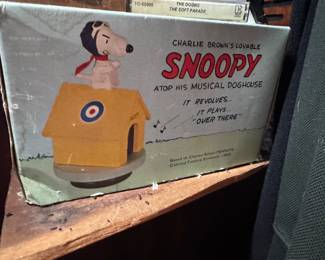 THE DOORS
THE SOFT PARADE
CHARLIE BROWN'S LOVABLE
SNOOPY
ATOP HIS MUSICAL DOGHOUSE
IT REVOLVES...
IT PLAYS...
"OVER THERE"